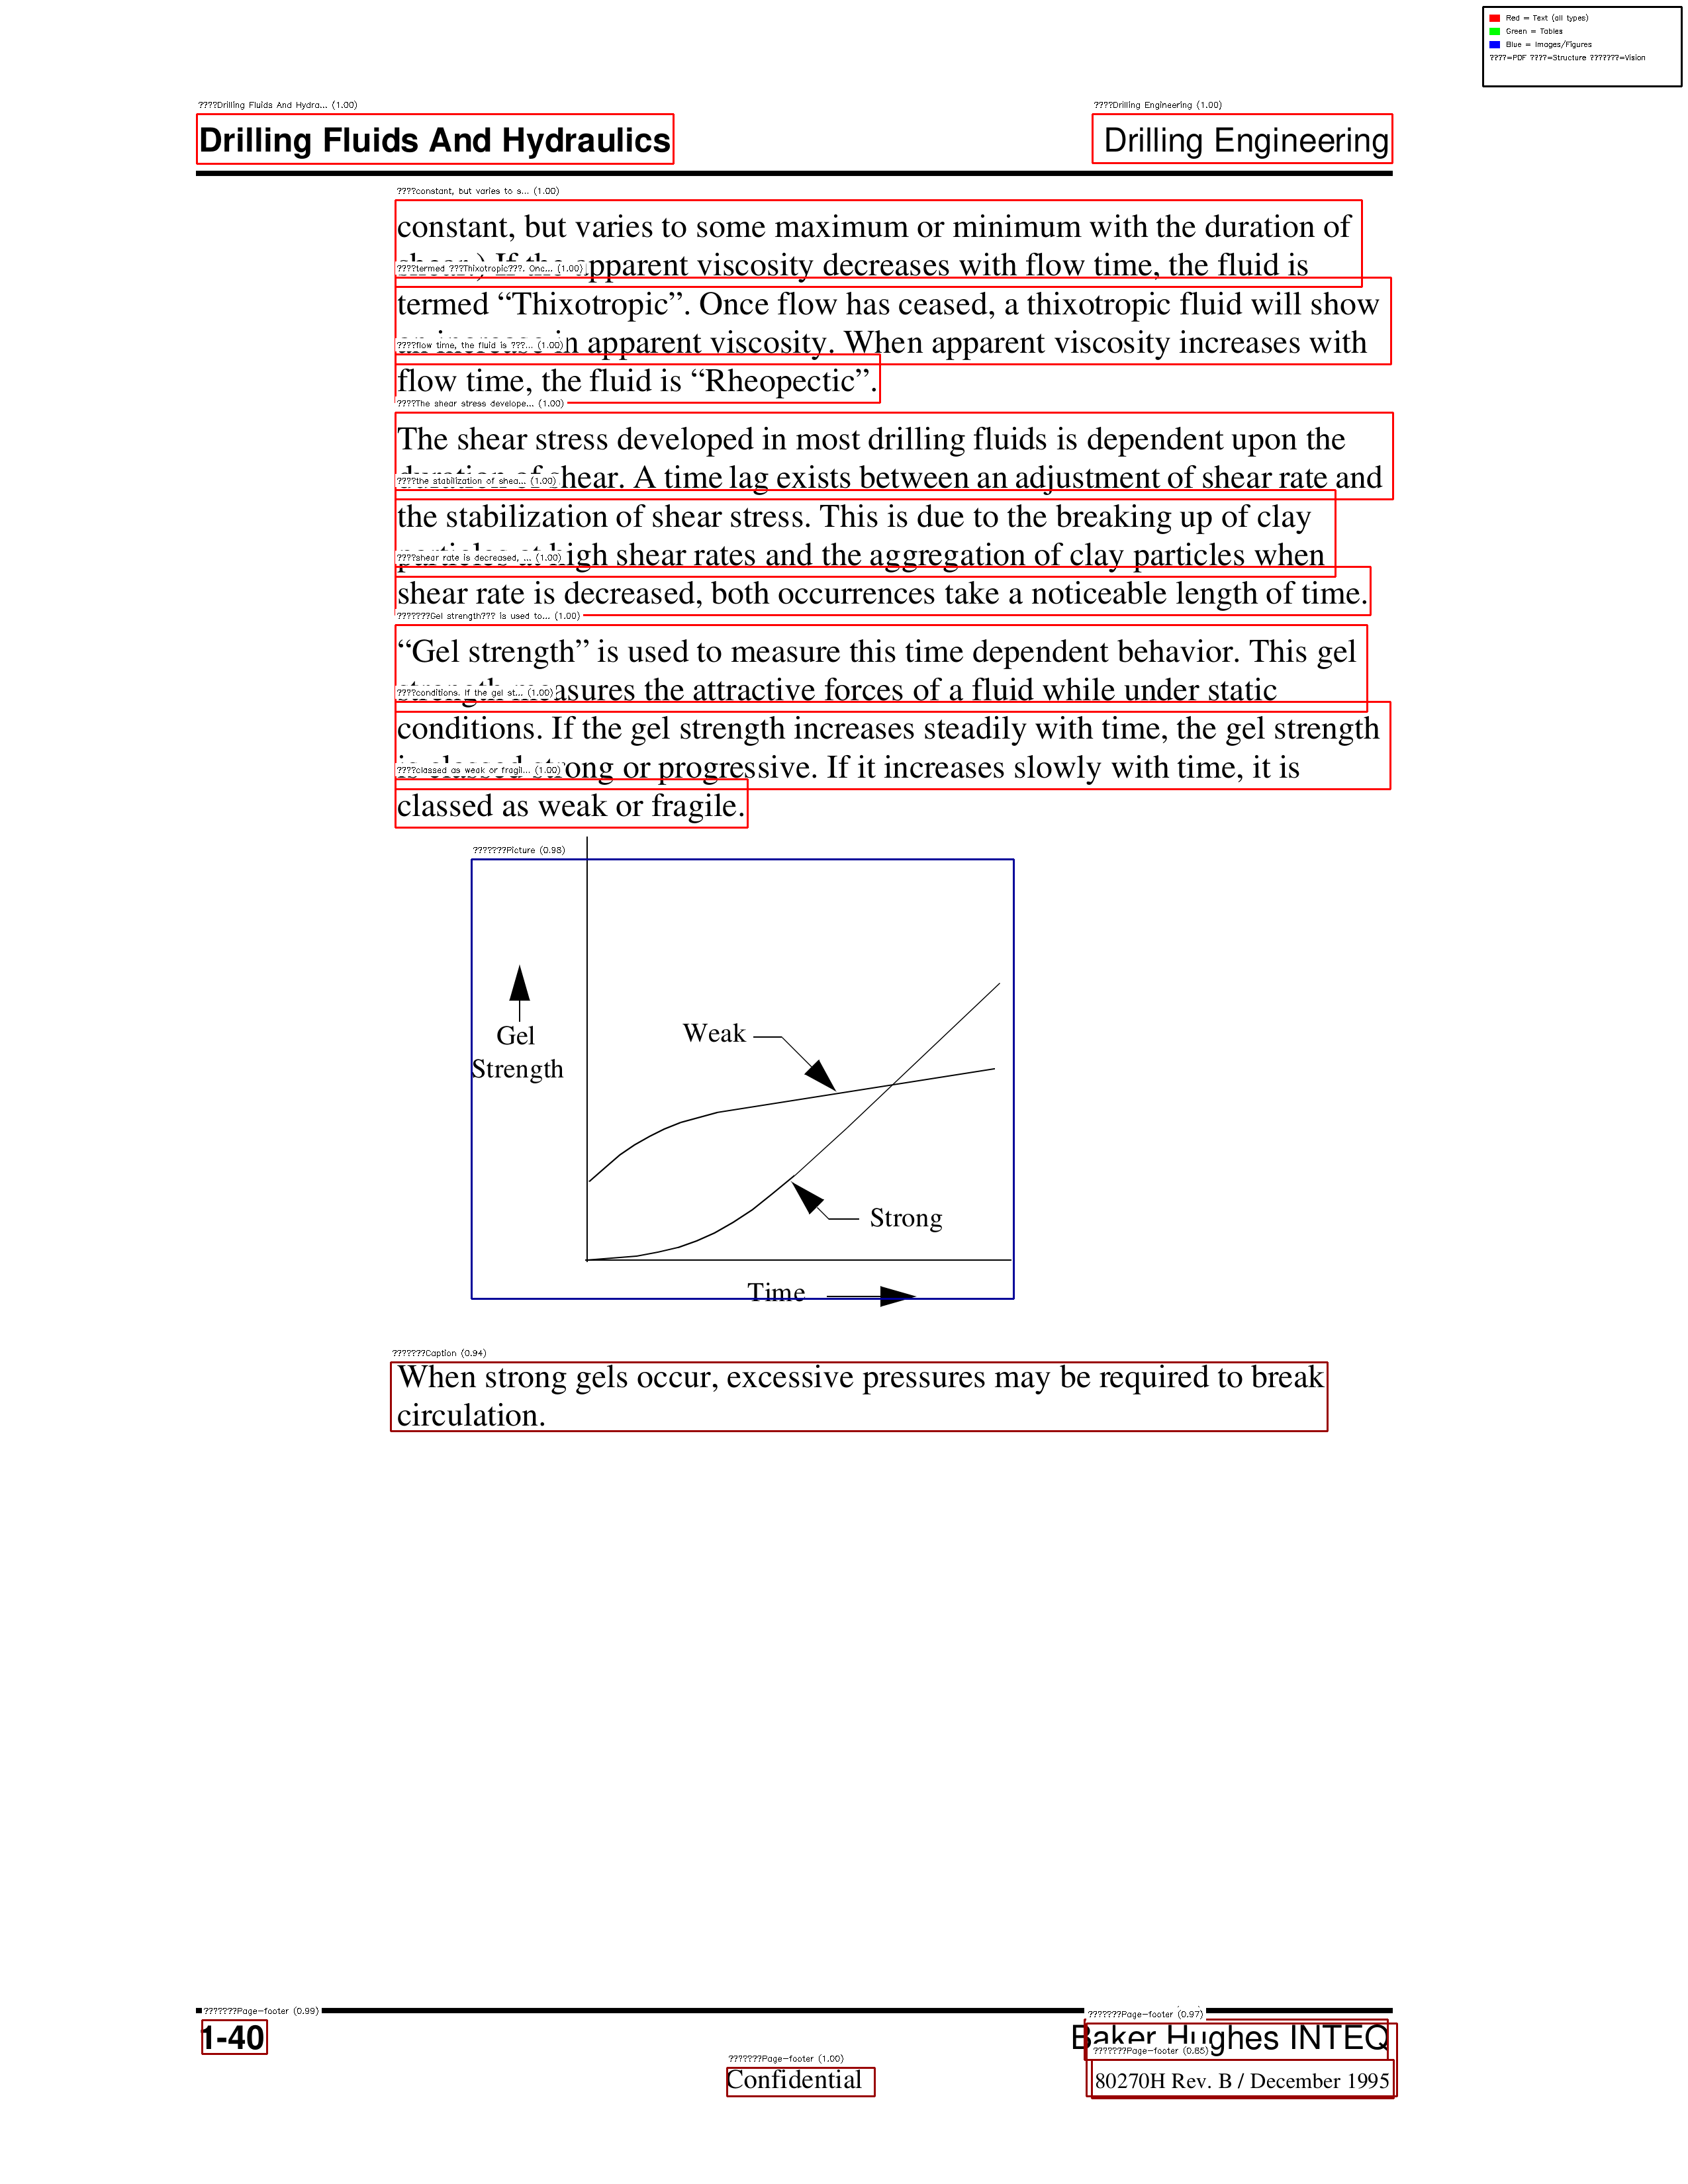 Red = Text (all types)
Green = Tables
Blue = Images/Figures
????=PDF ????=Structure ???????=Vision
????Drilling Fluids And Hydra... (1.00)
????Drilling Engineering (1.00)
Drilling Fluids And Hydraulics
Drilling Engineering
????constant, but varies to s... (1.00)
constant, but varies to some maximum or minimum with the duration of
shear.) If the apparent viscosity decreases with flow time, the fluid is
????termed ???Thixotropic???. Onc... (1.00)
termed “Thixotropic”. Once flow has ceased, a thixotropic fluid will show
an increase in apparent viscosity. When apparent viscosity increases with
????flow time, the fluid is ???... (1.00)
flow time, the fluid is “Rheopectic”.
????The shear stress develope... (1.00)
The shear stress developed in most drilling fluids is dependent upon the
duration of shear. A time lag exists between an adjustment of shear rate and
????the stabilization of shea... (1.00)
the stabilization of shear stress. This is due to the breaking up of clay
particles at high shear rates and the aggregation of clay particles when
????shear rate is decreased, ... (1.00)
shear rate is decreased, both occurrences take a noticeable length of time.
???????Gel strength??? is used to... (1.00)
“Gel strength” is used to measure this time dependent behavior. This gel
strength measures the attractive forces of a fluid while under static
????conditions. If the gel st... (1.00)
conditions. If the gel strength increases steadily with time, the gel strength
is classed strong or progressive. If it increases slowly with time, it is
????classed as weak or fragil... (1.00)
classed as weak or fragile.
???????Picture (0.98)
Weak
Gel
Strength
Strong
Time
???????Caption (0.94)
When strong gels occur, excessive pressures may be required to break
circulation.
???????Page-footer (0.99)
???????Page-footer (0.97)
1-40
Baker Hughes INTEQ
???????Page-footer (0.85)
???????Page-footer (1.00)
Confidential
80270H Rev. B / December 1995